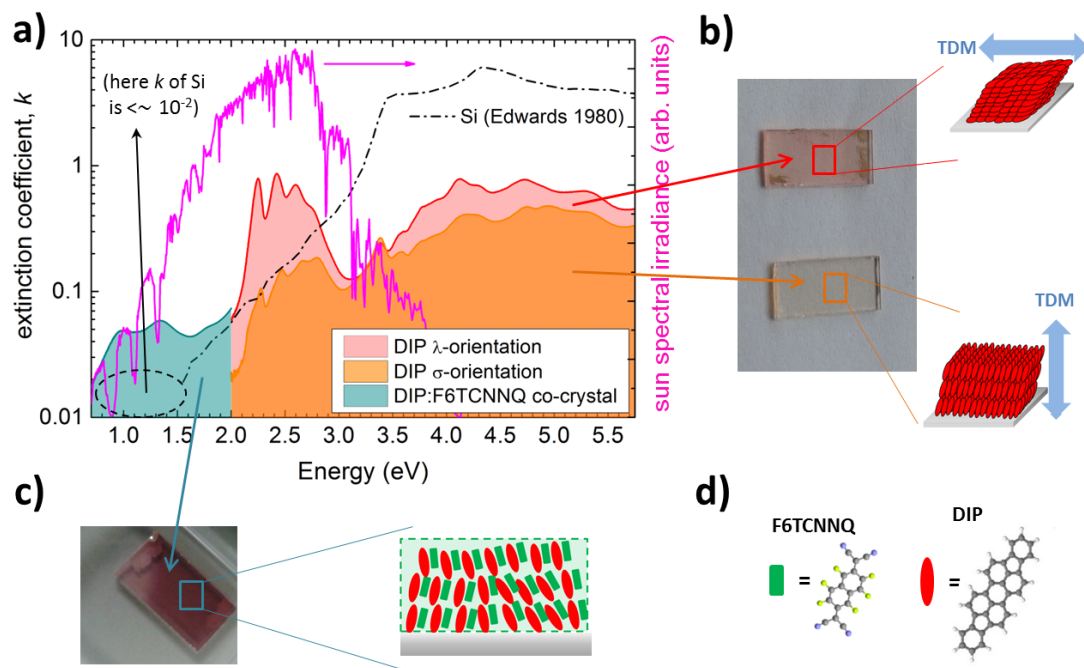 a)
10
1
0.1
0.01
extinction coefficient, k
(here k of Si
is <~ 10⁻²)
Si (Edwards 1980)
DIP λ-orientation
DIP σ-orientation
DIP:F6TCNNQ co-crystal
1.0 1.5 2.0 2.5 3.0 3.5 4.0 4.5 5.0 5.5
Energy (eV)
sun spectral irradiance (arb. units)
b)
TDM
TDM
c)
d)
F6TCNNQ
DIP
=
=